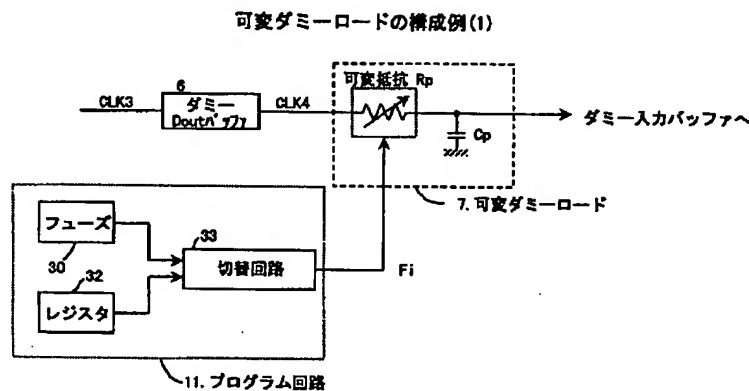 可変ダミーロードの構成例(1)
可変抵抗 Rp
6
CLK3
ダミー
Doutバッファ
CLK4
ダミー入力バッファへ
Cp
7.可変ダミーロード
フューズ
30
33
切替回路
Fi
32
レジスタ
11.プログラム回路